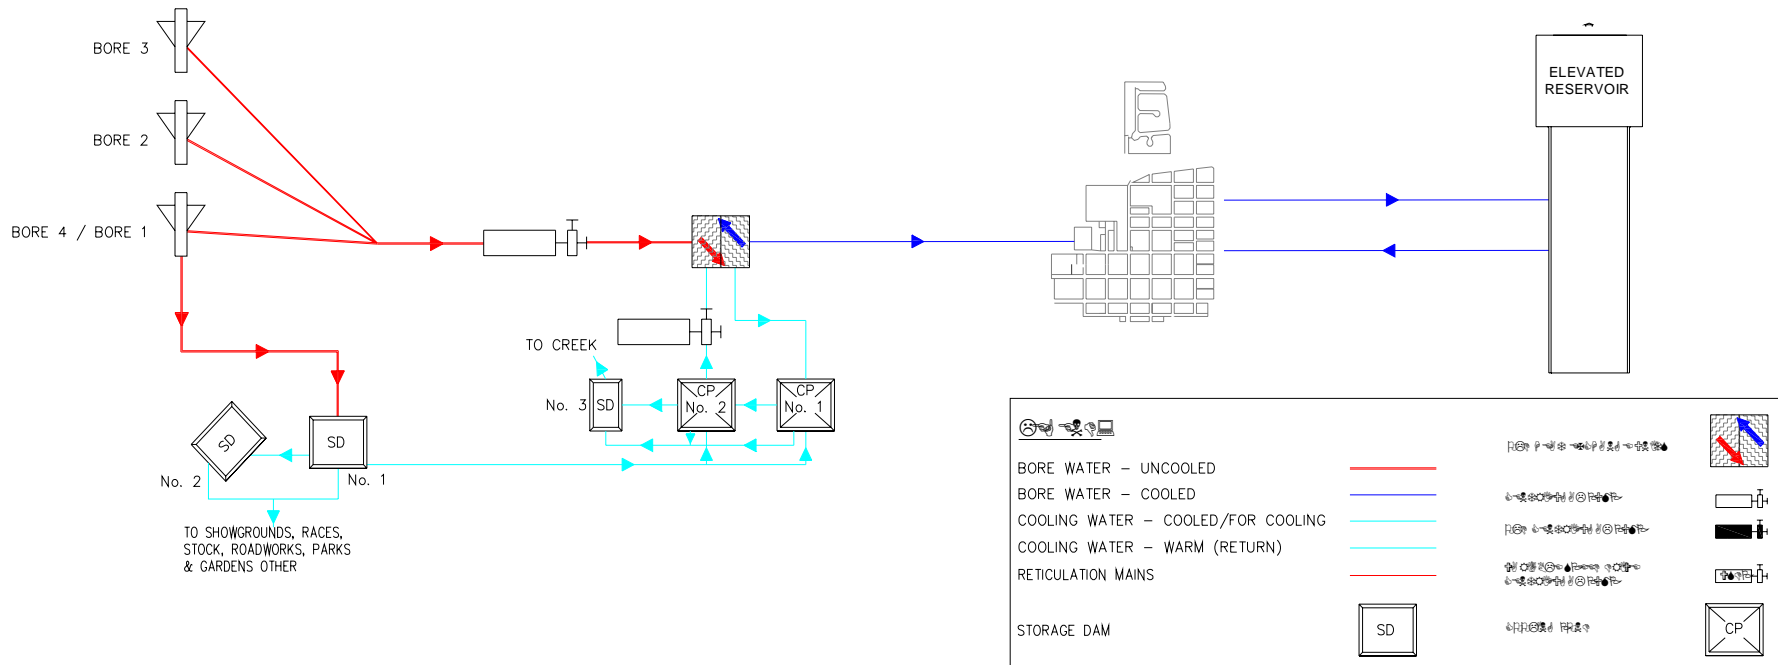 BORE 3
BORE 2
BORE 4 / BORE 1
ELEVATED
RESERVOIR
TO CREEK
No. 3
SD
CP
No. 2
CP
No. 1
SD
No. 2
SD
No. 1
TO SHOWGROUNDS, RACES,
STOCK, ROADWORKS, PARKS
& GARDENS OTHER
BORE WATER - UNCOOLED
BORE WATER - COOLED
COOLING WATER - COOLED/FOR COOLING
COOLING WATER - WARM (RETURN)
RETICULATION MAINS
STORAGE DAM
SD
CP